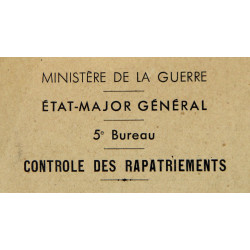 MINISTÈRE DE LA GUERRE
ÉTAT-MAJOR GÉNÉRAL
5e Bureau
CONTROLE DES RAPATRIEMENTS